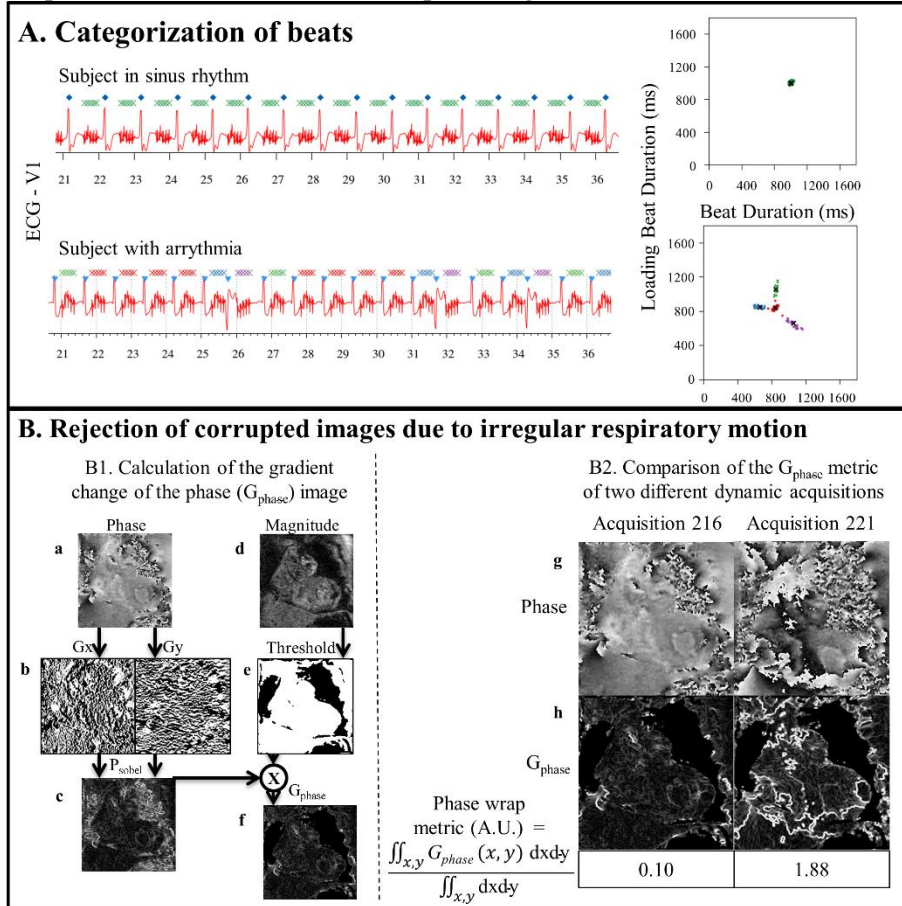 A. Categorization of beats
Subject in sinus rhythm
ECG - V1
21 22 23 24 25 26 27 28 29 30 31 32 33 34 35 36
Subject with arrythmia
21 22 23 24 25 26 27 28 29 30 31 32 33 34 35 36
Loading Beat Duration (ms)
1600
1200
800
400
0
0 400 800 1200 1600
Beat Duration (ms)
1600
1200
800
400
0
0 400 800 1200 1600
B. Rejection of corrupted images due to irregular respiratory motion
B1. Calculation of the gradient
change of the phase (Gphase) image
Phase
Magnitude
a
d
Gx
Gy
Threshold
b
e
Psobel
X
Gphase
c
f
B2. Comparison of the Gphase metric
of two different dynamic acquisitions
Acquisition 216
Acquisition 221
g
Phase
h
Gphase
Phase wrap
metric (A.U.) =
∬x,y Gphase (x, y) dxdy
∬x,y dxdy
0.10
1.88